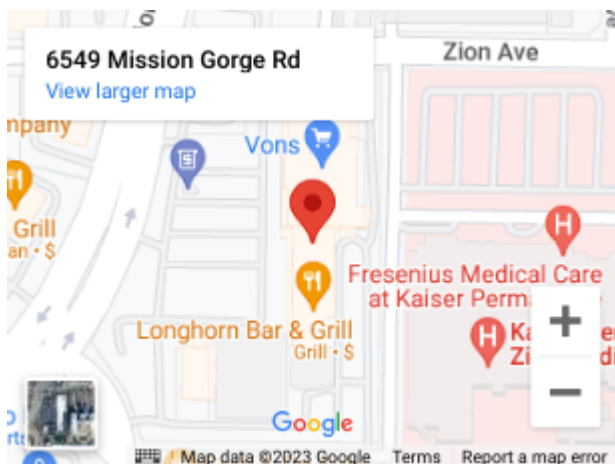 6549 Mission Gorge Rd
View larger map
Zion Ave
Vons
Grill
$
Fresenius Medical Care
at Kaiser
Longhorn Bar & Grill
Grill • $
Google
Map data ©2023 Google
Terms
Report a map error